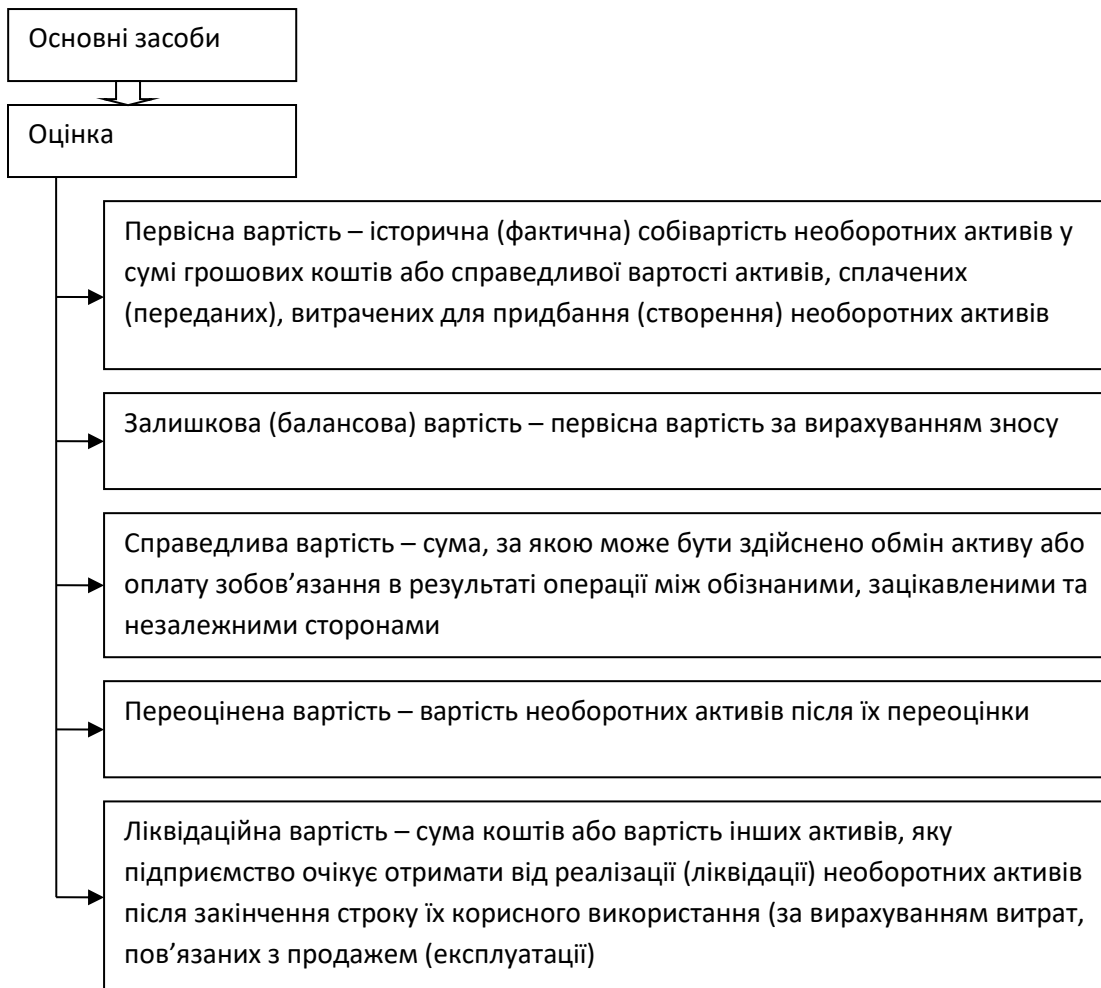 Основні засоби
Оцінка
Первісна вартість – історична (фактична) собівартість необоротних активів у
сумі грошових коштів або справедливої вартості активів, сплачених
(переданих), витрачених для придбання (створення) необоротних активів
Залишкова (балансова) вартість – первісна вартість за вирахуванням зносу
Справедлива вартість – сума, за якою може бути здійснено обмін активу або
оплату зобов’язання в результаті операції між обізнаними, зацікавленими та
незалежними сторонами
Переоцінена вартість – вартість необоротних активів після їх переоцінки
Ліквідаційна вартість – сума коштів або вартість інших активів, яку
підприємство очікує отримати від реалізації (ліквідації) необоротних активів
після закінчення строку їх корисного використання (за вирахуванням витрат,
пов’язаних з продажем (експлуатації)